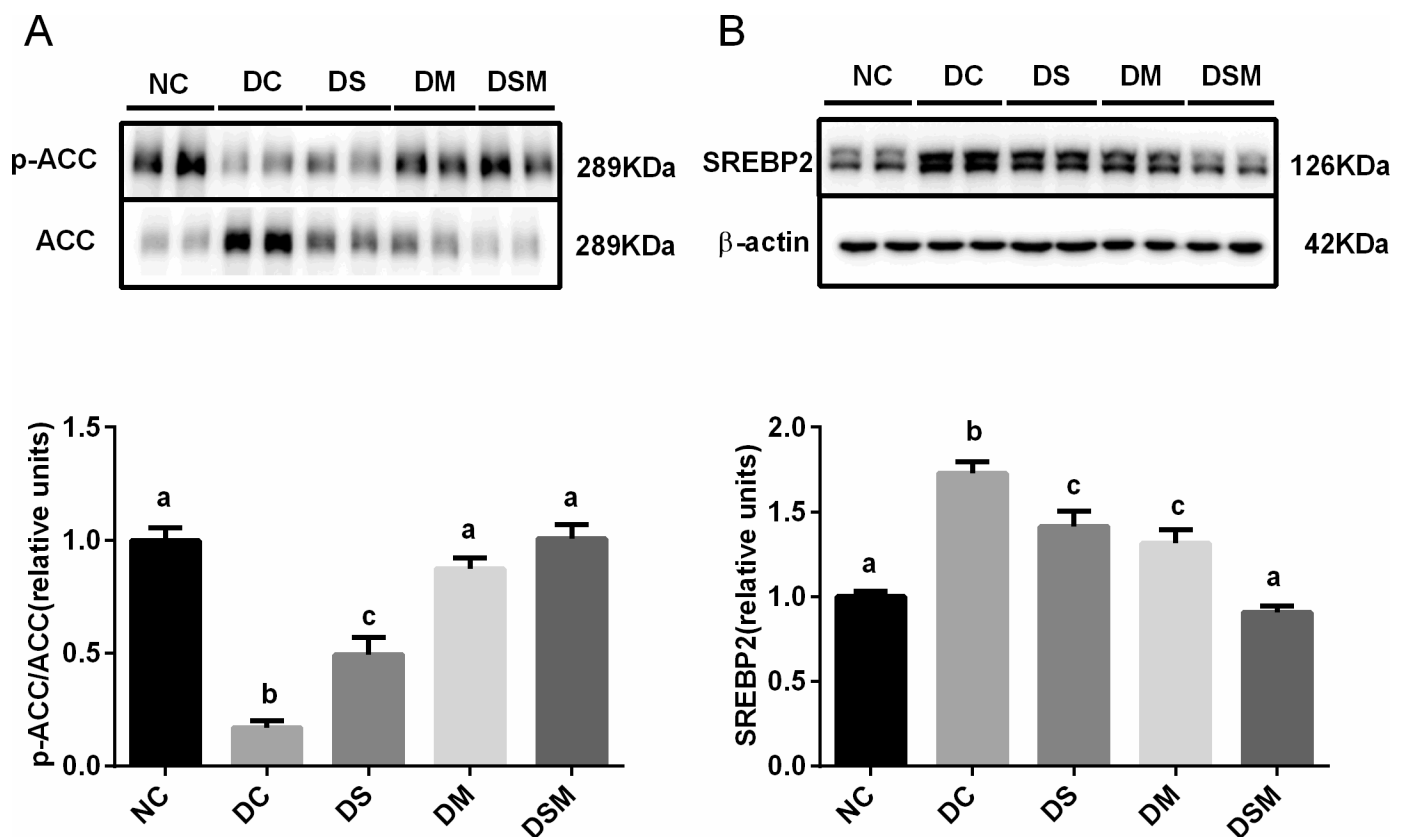 A
NC DC DS DM DSM
p-ACC 289KDa
ACC 289KDa
p-ACC/ACC(relative units)
1.5
1.0
0.5
0.0
a b c a a
NC DC DS DM DSM
B
NC DC DS DM DSM
SREBP2 126KDa
β-actin 42KDa
SREBP2(relative units)
2.0
1.5
1.0
0.5
0.0
a b c c a
NC DC DS DM DSM